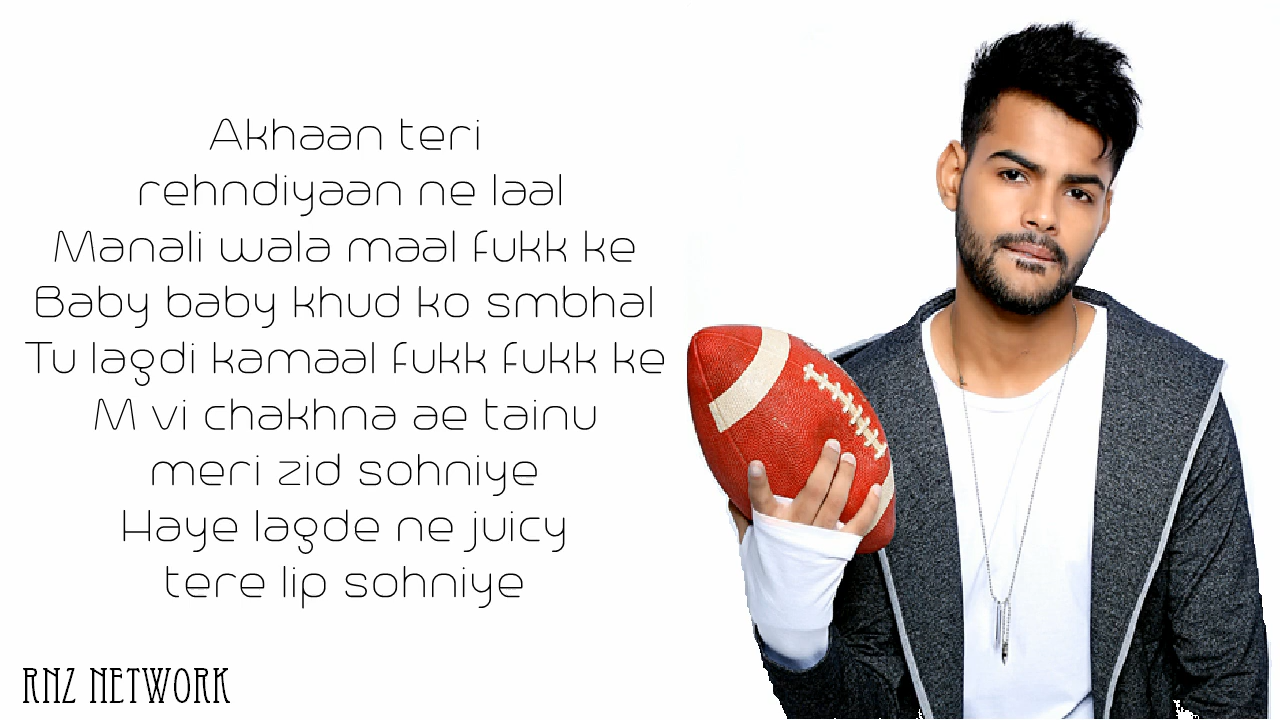 Akhaan teri
rehndiyaan ne laal
Manali wala maal fukk ke
Baby baby khud ko smbhal
Tu lagdi kamaal fukk fukk ke
M vi chakhna ae tainu
meri zid sohniye
Haye lagde ne juicy
tere lip sohniye
RNZ NETWORK